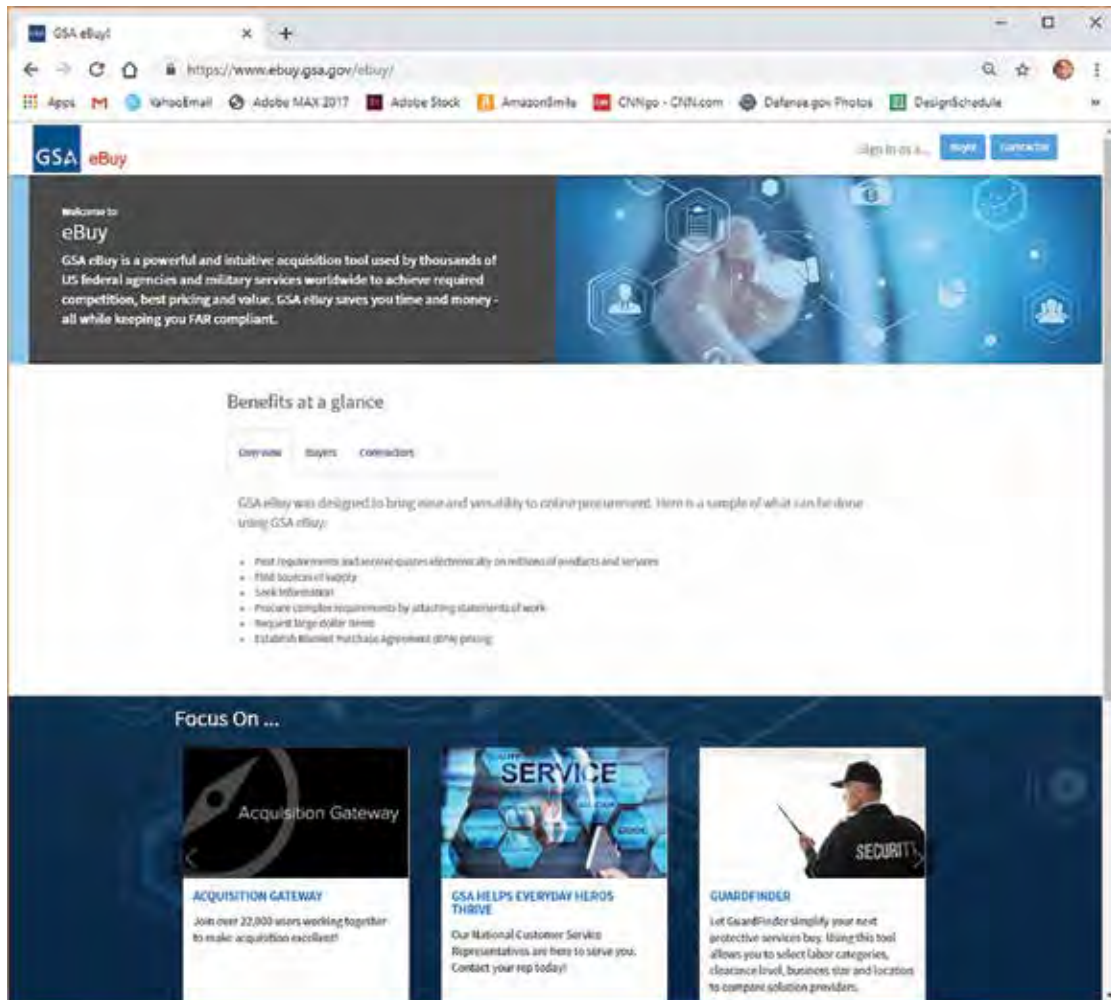 GSA eBuy!
https://www.ebuy.gsa.gov/ebuy/
Apps YahooEmail Adobe MAX 2017 Adobe Stock AmazonSmile CNNgo - CNN.com Defense.gov Photos DesignSchedule
GSA eBuy
Sign in as a... Buyer Contractor
Welcome to
eBuy
GSA eBuy is a powerful and intuitive acquisition tool used by thousands of
US federal agencies and military services worldwide to achieve required
competition, best pricing and value. GSA eBuy saves you time and money -
all while keeping you FAR compliant.
Benefits at a glance
Overview Buyers Contractors
GSA eBuy was designed to bring ease and versatility to online procurement. Here is a sample of what can be done
using GSA eBuy:
Post requirements and receive quotes electronically on millions of products and services
Find sources of supply
Seek Information
Procure complex requirements by attaching statements of work
Request large dollar items
Establish Blanket Purchase Agreement (BPA) pricing
Focus On ...
Acquisition Gateway
SERVICE
SECURITY
ACQUISITION GATEWAY
Join over 22,000 users working together
to make acquisition excellent!
GSA HELPS EVERYDAY HEROS
THRIVE
Our National Customer Service
Representatives are here to serve you.
Contact your rep today!
GUARDFINDER
Let GuardFinder simplify your next
protective services buy. Using this tool
allows you to select labor categories,
clearance level, business size and location
to compare solution providers.